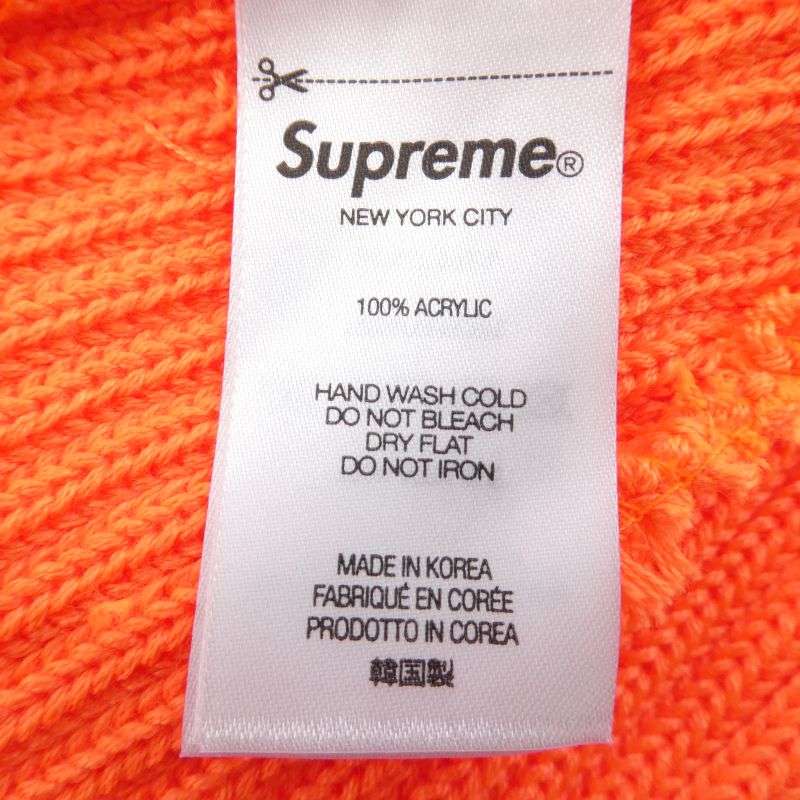 Supreme®
NEW YORK CITY
100% ACRYLIC
HAND WASH COLD
DO NOT BLEACH
DRY FLAT
DO NOT IRON
MADE IN KOREA
FABRIQUÉ EN CORÉE
PRODOTTO IN COREA
韓国製